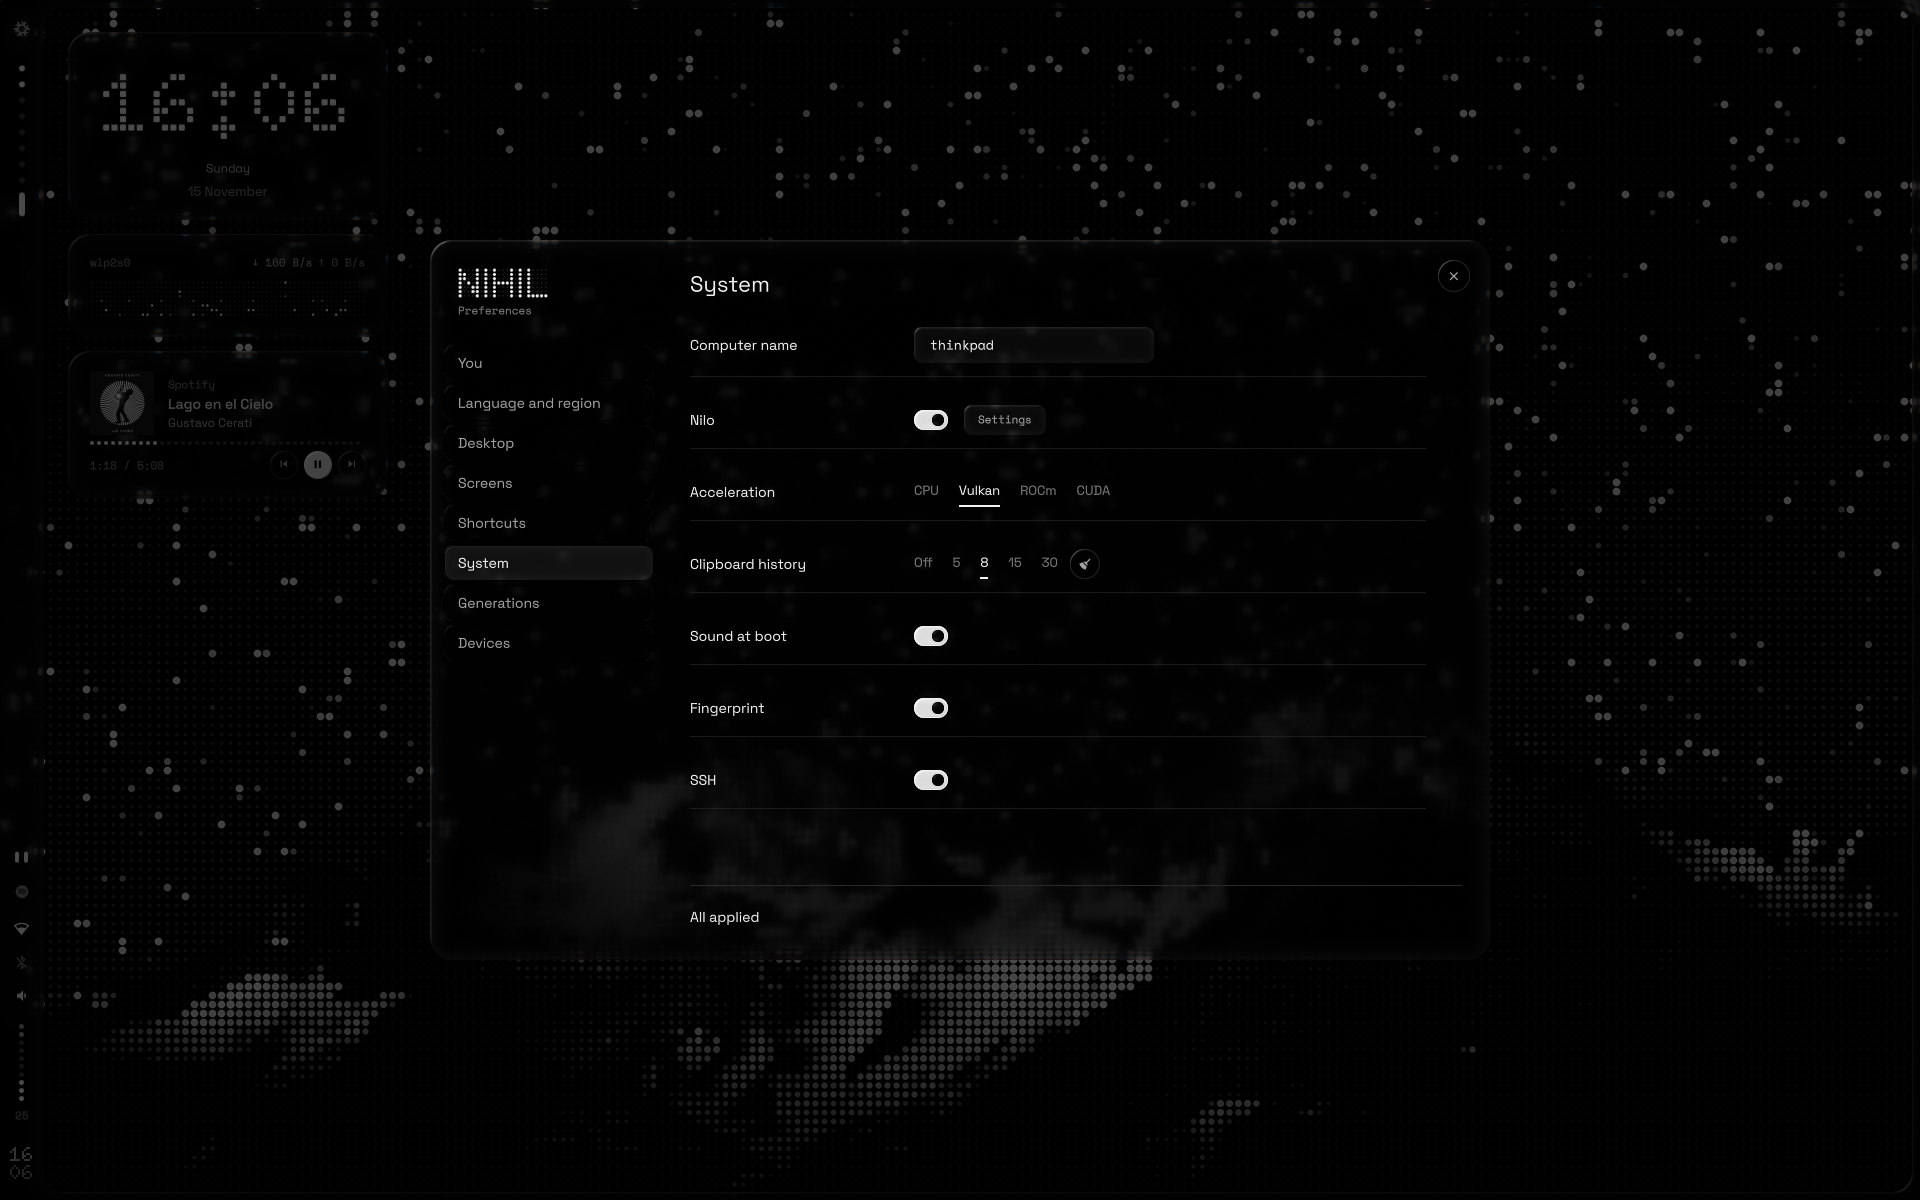 16:06
Sunday
15 November
wlp2s0 ↓ 160 B/s ↑ 0 B/s
Spotify
Lago en el Cielo
Gustavo Cerati
1:18 / 5:08
25
16
06
NIHIL
Preferences
You
Language and region
Desktop
Screens
Shortcuts
System
Generations
Devices
System
Computer name thinkpad
Nilo Settings
Acceleration CPU Vulkan ROCm CUDA
Clipboard history Off 5 8 15 30
Sound at boot
Fingerprint
SSH
All applied